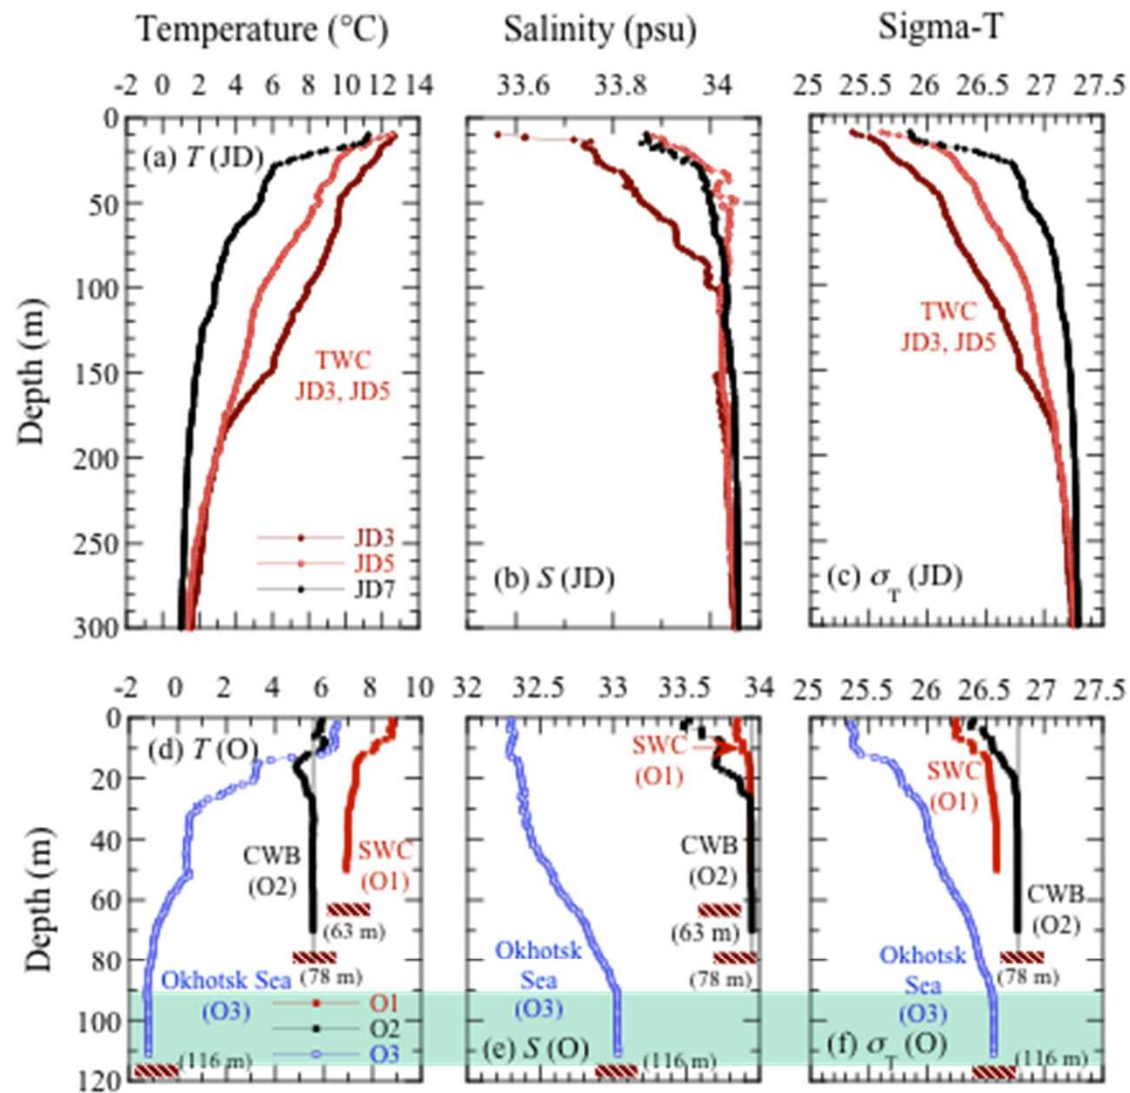 Temperature (°C) Salinity (psu) Sigma-T
-2 0 2 4 6 8 10 12 14 33.6 33.8 34 25 25.5 26 26.5 27 27.5
0
(a) T (JD)
50
100
TWC
JD3, JD5
TWC
JD3, JD5
150
200
250
JD3
JD5
JD7
(b) S (JD)
(c) σT (JD)
300
Depth (m)
-2 0 2 4 6 8 10 32 32.5 33 33.5 34 25 25.5 26 26.5 27 27.5
0
(d) T (O)
SWC
(O1)
SWC
(O1)
20
40
CWB
(O2)
SWC
(O1)
CWB
(O2)
CWB
(O2)
60
(63 m)
(63 m)
80
(78 m)
(78 m)
(78 m)
Okhotsk Sea
(O3)
Okhotsk
Sea
(O3)
Okhotsk
Sea
(O3)
O1
O2
O3
100
(e) S (O)
(f) σT (O)
(116 m)
(116 m)
(116 m)
120
Depth (m)